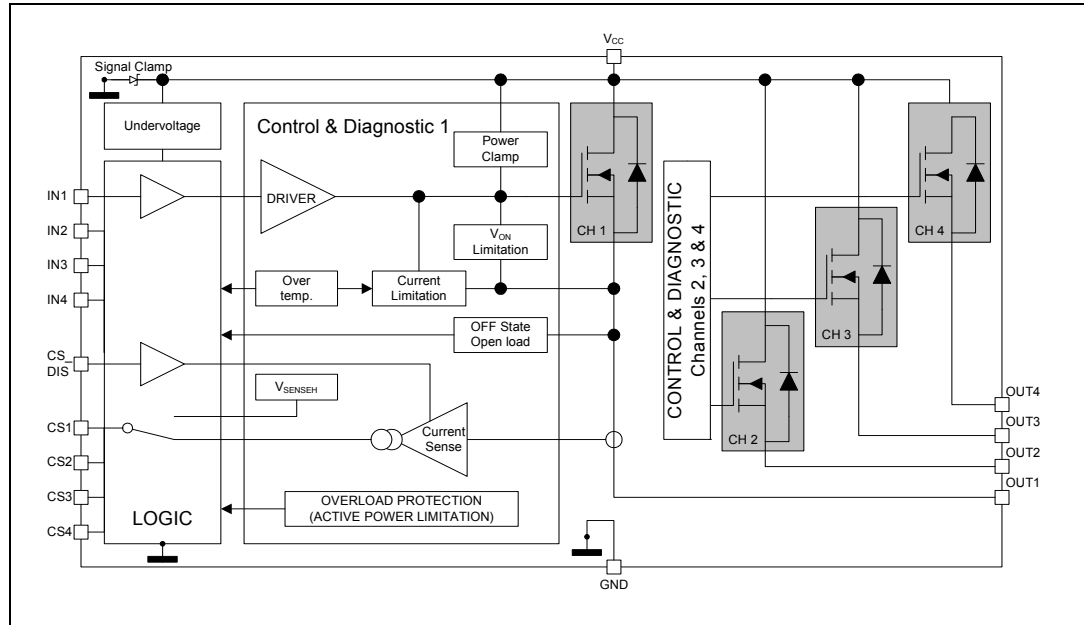 VCC
Signal Clamp
Undervoltage
Control & Diagnostic 1
Power
Clamp
IN1
DRIVER
CH 1
CH 4
IN2
IN3
IN4
VON
Limitation
Over
temp.
Current
Limitation
CONTROL & DIAGNOSTIC
Channels 2, 3 & 4
CH 3
OFF State
Open load
CH 2
CS_
DIS
VSENSEH
CS1
Current
Sense
CS2
CS3
CS4
LOGIC
OVERLOAD PROTECTION
(ACTIVE POWER LIMITATION)
OUT4
OUT3
OUT2
OUT1
GND